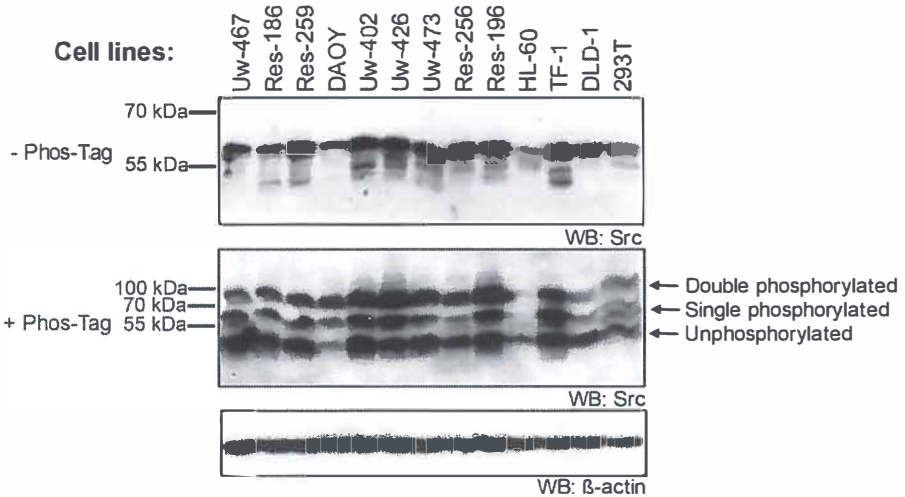 Cell lines:
Uw-467
Res-186
Res-259
DAOY
Uw-402
Uw-426
Uw-473
Res-256
Res-196
HL-60
TF-1
DLD-1
293T
- Phos-Tag
70 kDa
55 kDa
WB: Src
+ Phos-Tag
100 kDa
70 kDa
55 kDa
Double phosphorylated
Single phosphorylated
Unphosphorylated
WB: Src
WB: ß-actin